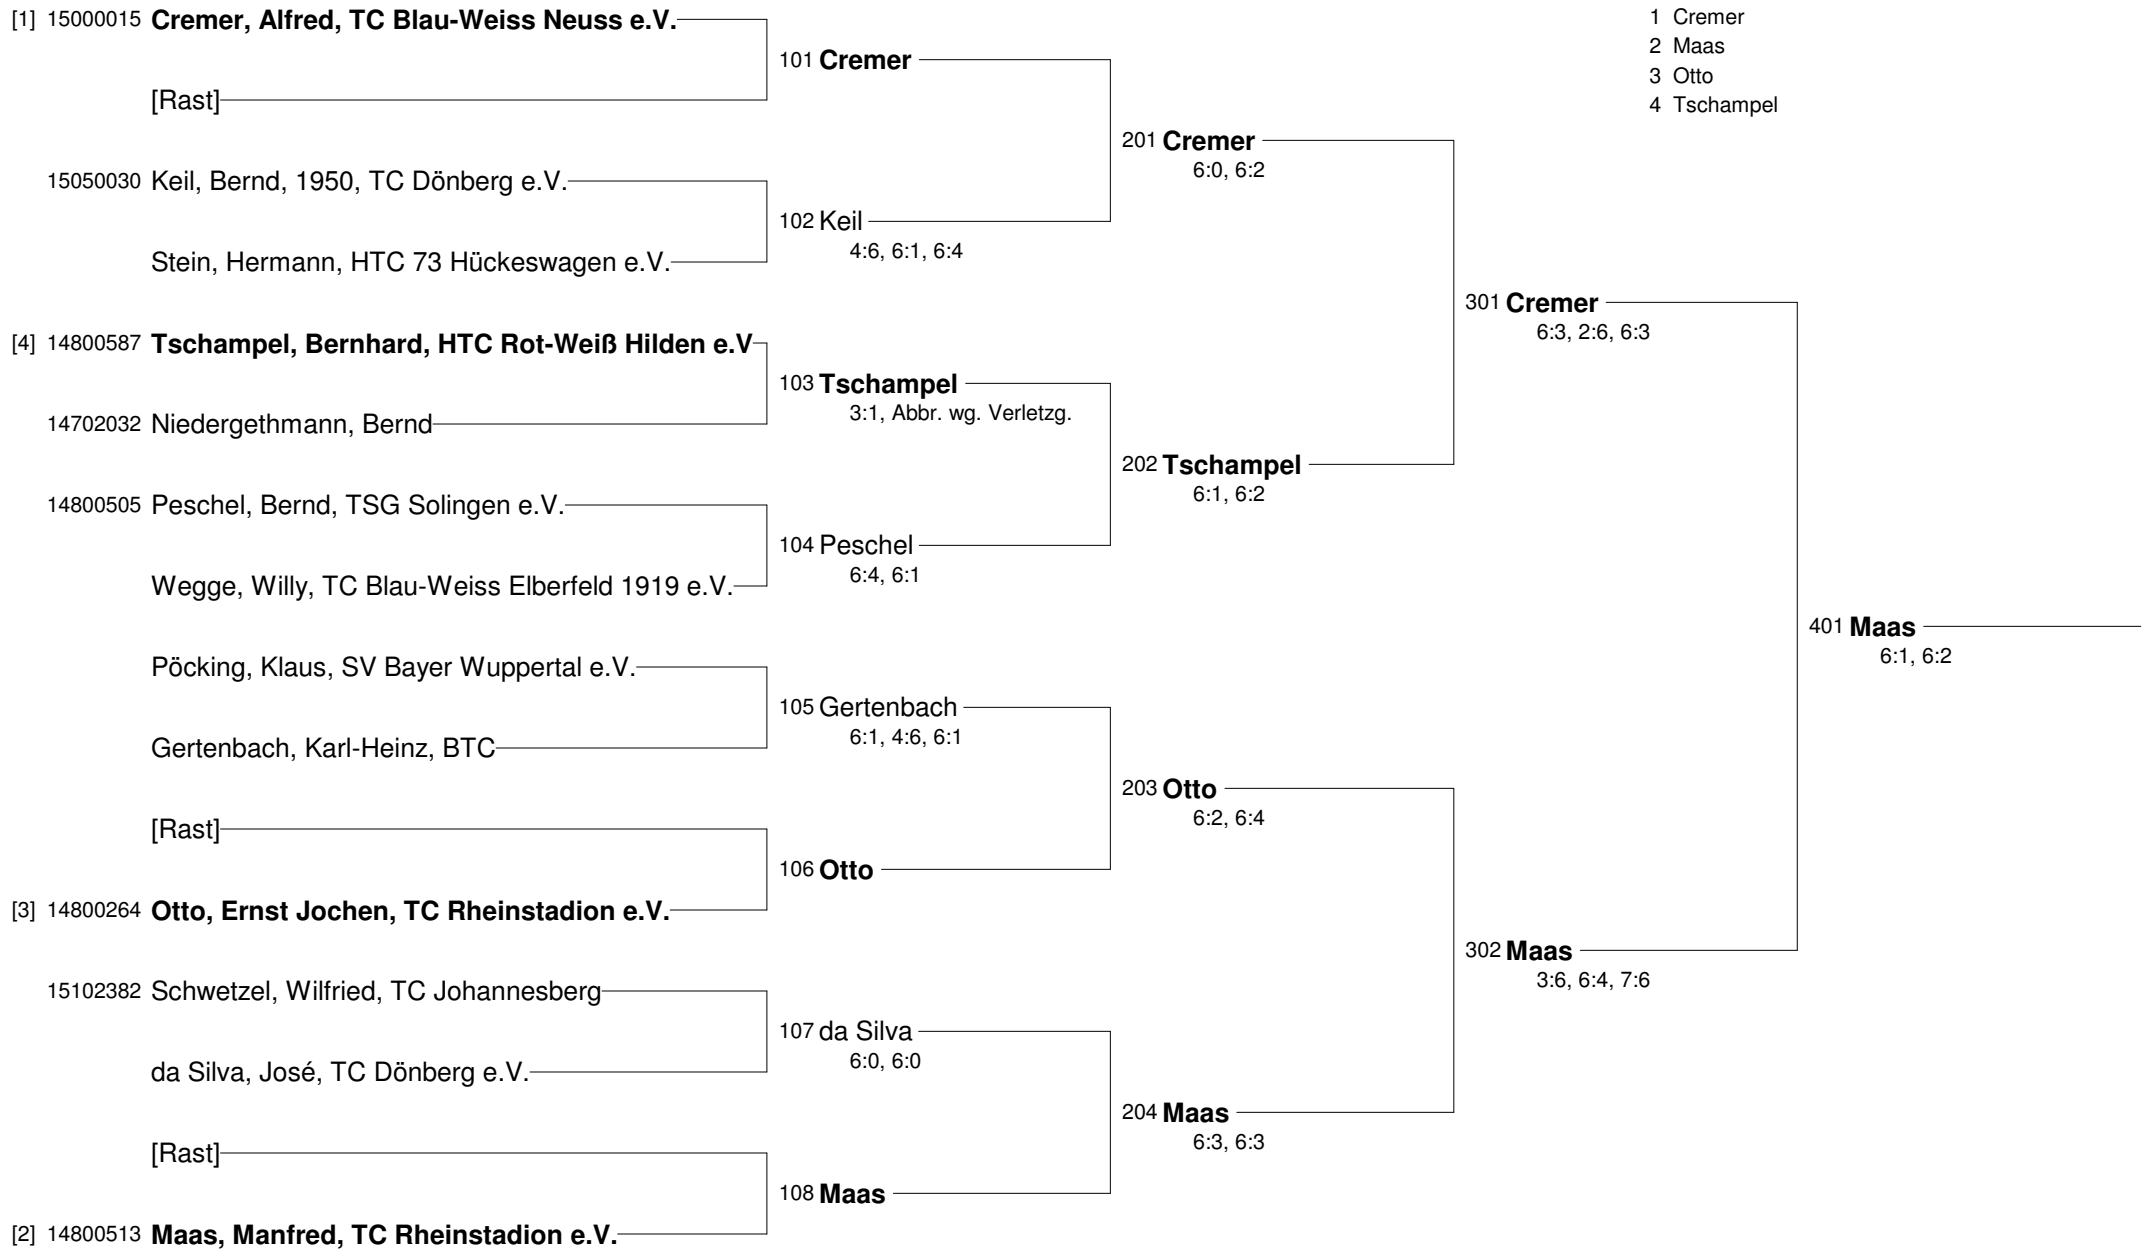 [1] 15000015 Cremer, Alfred, TC Blau-Weiss Neuss e.V.
[Rast]
15050030 Keil, Bernd, 1950, TC Dönberg e.V.
Stein, Hermann, HTC 73 Hückeswagen e.V.
[4] 14800587 Tschampel, Bernhard, HTC Rot-Weiß Hilden e.V
14702032 Niedergethmann, Bernd
14800505 Peschel, Bernd, TSG Solingen e.V.
Wegge, Willy, TC Blau-Weiss Elberfeld 1919 e.V.
Pöcking, Klaus, SV Bayer Wuppertal e.V.
Gertenbach, Karl-Heinz, BTC
[Rast]
[3] 14800264 Otto, Ernst Jochen, TC Rheinstadion e.V.
15102382 Schwetzel, Wilfried, TC Johannesberg
da Silva, José, TC Dönberg e.V.
[Rast]
[2] 14800513 Maas, Manfred, TC Rheinstadion e.V.
101 Cremer
102 Keil
4:6, 6:1, 6:4
103 Tschampel
3:1, Abbr. wg. Verletzg.
104 Peschel
6:4, 6:1
105 Gertenbach
6:1, 4:6, 6:1
106 Otto
107 da Silva
6:0, 6:0
108 Maas
201 Cremer
6:0, 6:2
202 Tschampel
6:1, 6:2
203 Otto
6:2, 6:4
204 Maas
6:3, 6:3
301 Cremer
6:3, 2:6, 6:3
302 Maas
3:6, 6:4, 7:6
401 Maas
6:1, 6:2
1 Cremer
2 Maas
3 Otto
4 Tschampel